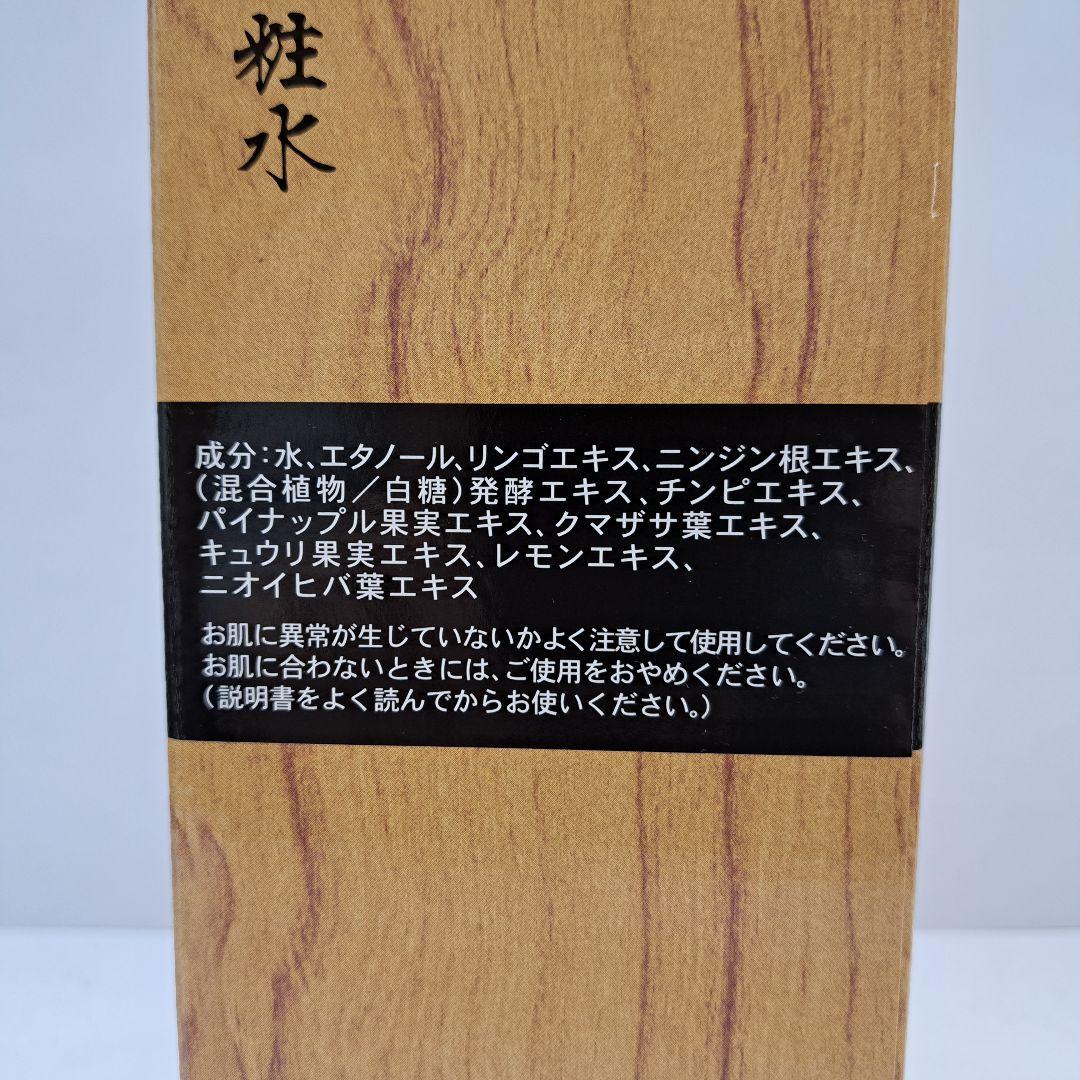 粧水
成分：水、エタノール、リンゴエキス、ニンジン根エキス、
（混合植物／白糖）発酵エキス、チンピエキス、
パイナップル果実エキス、クマザサ葉エキス、
キュウリ果実エキス、レモンエキス、
ニオイヒバ葉エキス
お肌に異常が生じていないかよく注意して使用してください。
お肌に合わないときには、ご使用をおやめください。
（説明書をよく読んでからお使いください。）